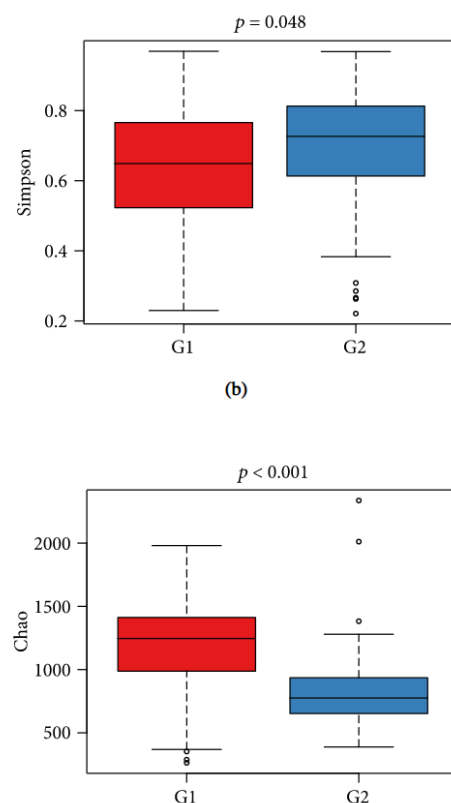 p = 0.048
Simpson
0.8
0.6
0.4
0.2
G1 G2
(b)
p < 0.001
Chao
2000
1500
1000
500
G1 G2